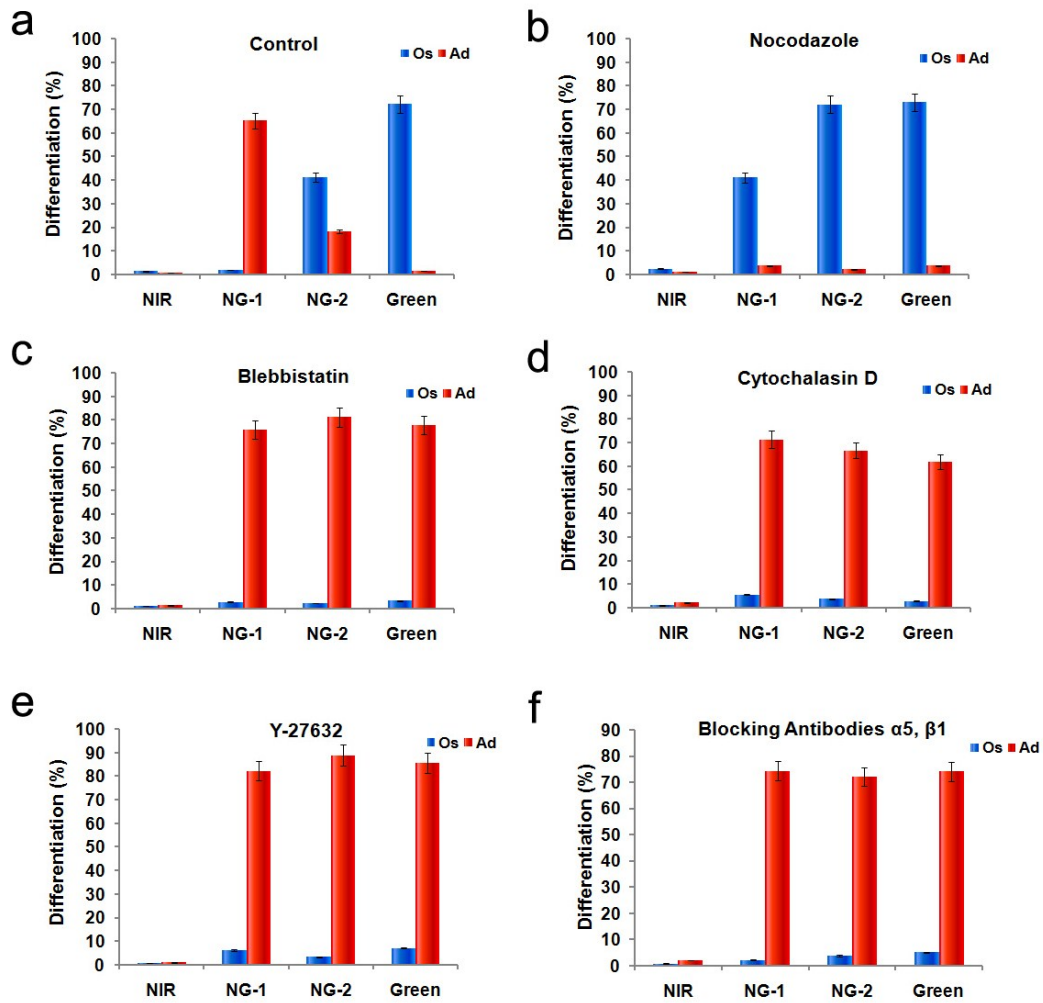 a
Control
Os Ad
Differentiation (%)
100
90
80
70
60
50
40
30
20
10
0
NIR NG-1 NG-2 Green
b
Nocodazole
Os Ad
Differentiation (%)
100
90
80
70
60
50
40
30
20
10
0
NIR NG-1 NG-2 Green
c
Blebbistatin
Os Ad
Differentiation (%)
100
90
80
70
60
50
40
30
20
10
0
NIR NG-1 NG-2 Green
d
Cytochalasin D
Os Ad
Differentiation (%)
100
90
80
70
60
50
40
30
20
10
0
NIR NG-1 NG-2 Green
e
Y-27632
Os Ad
Differentiation (%)
100
90
80
70
60
50
40
30
20
10
0
NIR NG-1 NG-2 Green
f
Blocking Antibodies α5, β1
Os Ad
Differentiation (%)
90
80
70
60
50
40
30
20
10
0
NIR NG-1 NG-2 Green